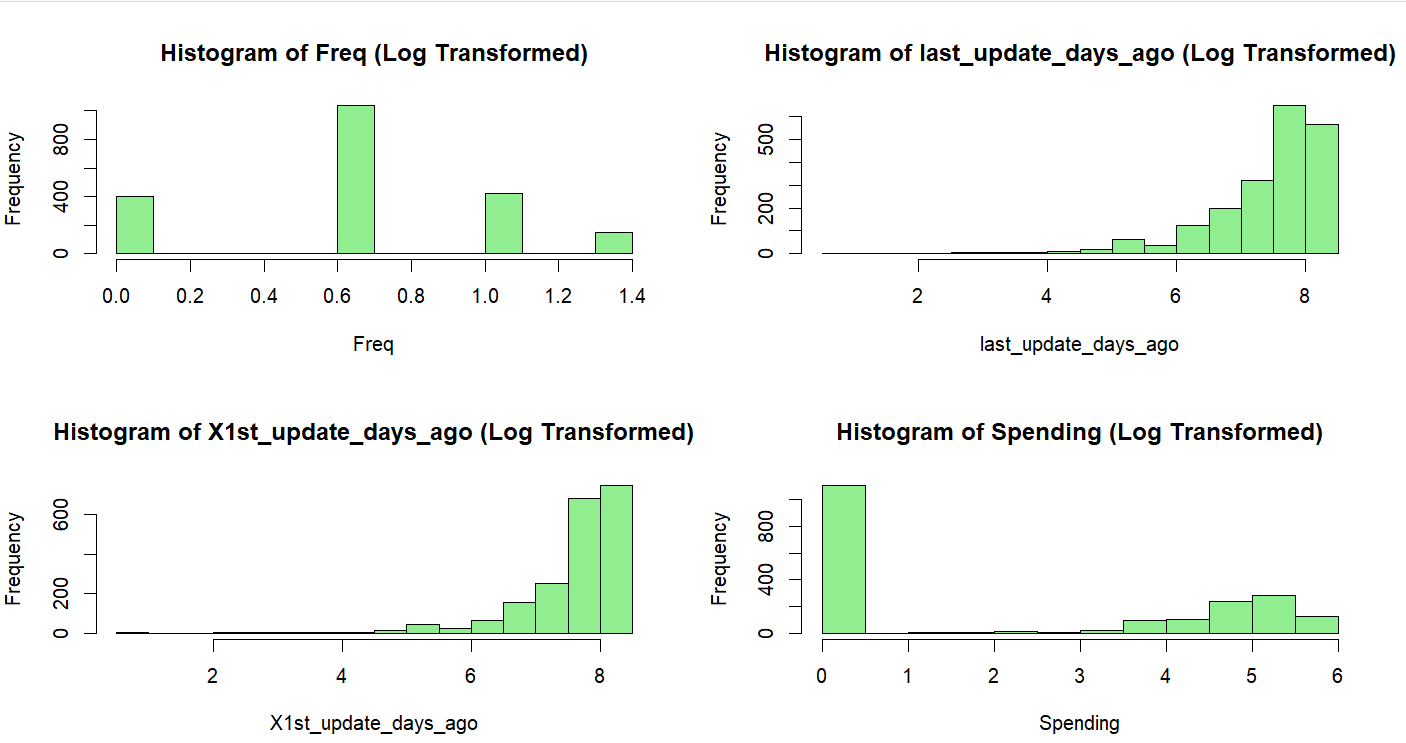 Histogram of Freq (Log Transformed)
Frequency
0 400 800
0.0 0.2 0.4 0.6 0.8 1.0 1.2 1.4
Freq
Histogram of last_update_days_ago (Log Transformed)
Frequency
0 200 500
2 4 6 8
last_update_days_ago
Histogram of X1st_update_days_ago (Log Transformed)
Frequency
0 200 600
2 4 6 8
X1st_update_days_ago
Histogram of Spending (Log Transformed)
Frequency
0 400 800
0 1 2 3 4 5 6
Spending